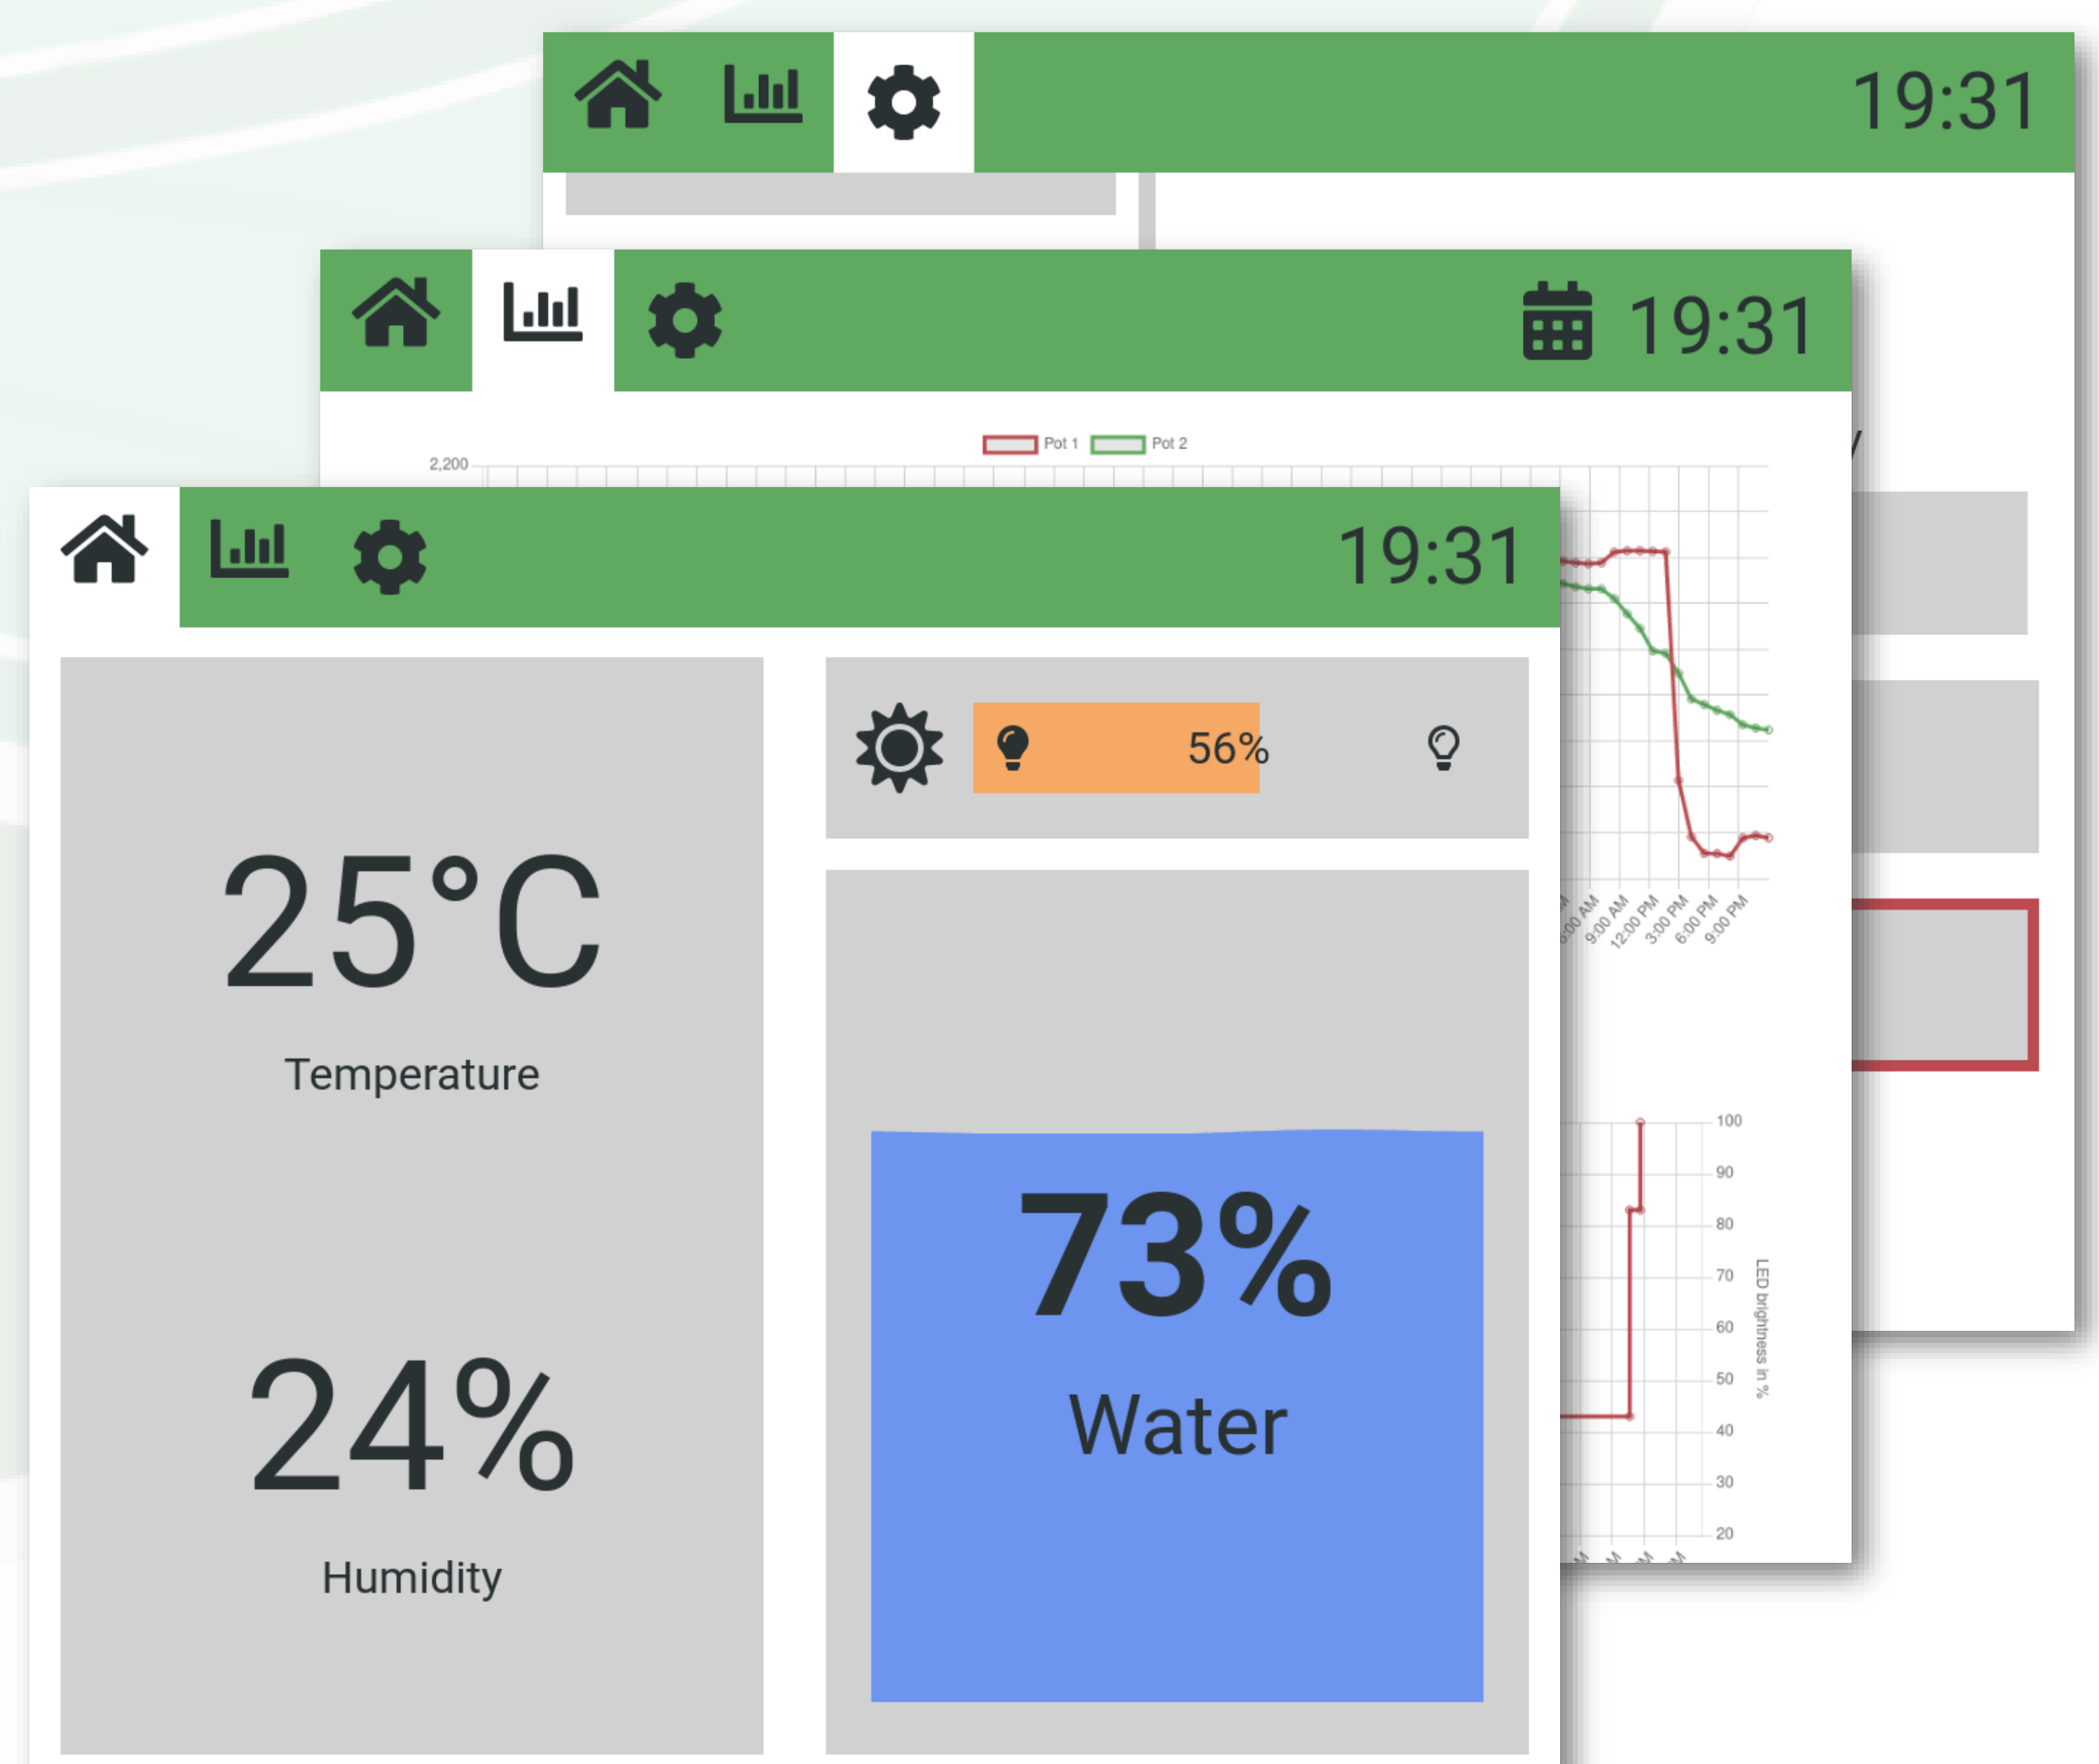 19:31
19:31
Pot 1 Pot 2
2,200
19:31
56%
25°C
Temperature
24%
Humidity
73%
Water
9:00 AM
12:00 PM
3:00 PM
6:00 PM
9:00 PM
100
90
80
70
60
50
40
30
20
LED brightness in %